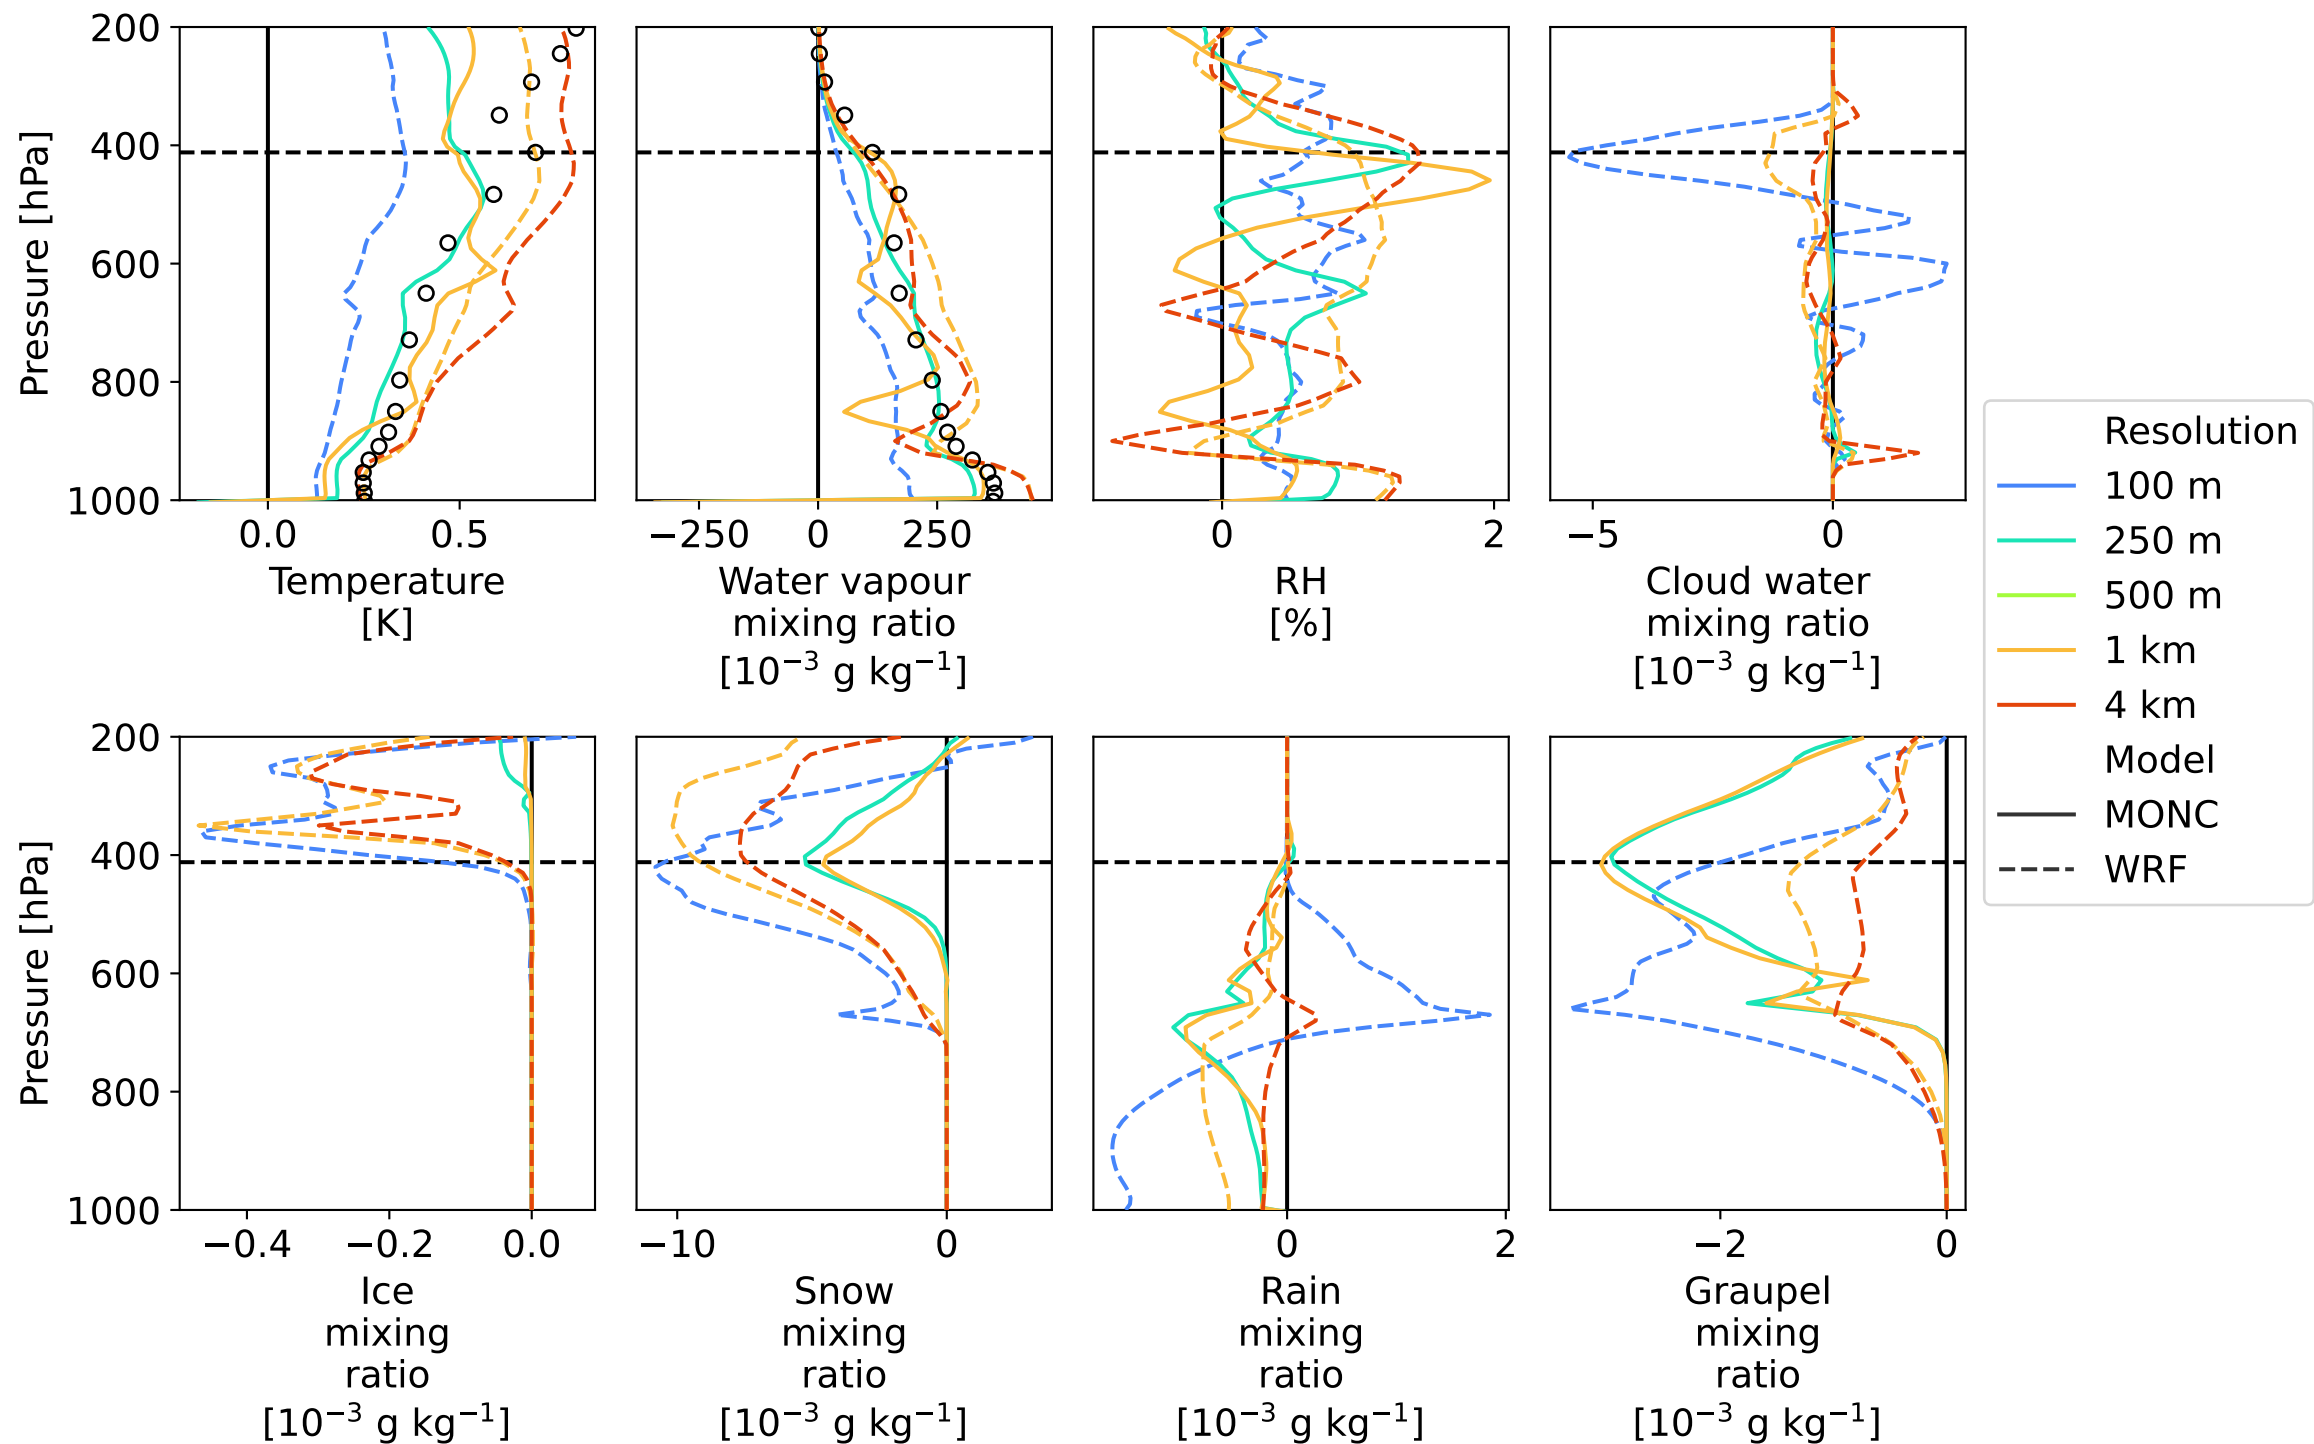 200
400
600
800
1000
Pressure [hPa]
0.0 0.5
Temperature
[K]
−250 0 250
Water vapour
mixing ratio
[10⁻³ g kg⁻¹]
0 2
RH
[%]
−5 0
Cloud water
mixing ratio
[10⁻³ g kg⁻¹]
Resolution
100 m
250 m
500 m
1 km
4 km
Model
MONC
WRF
200
400
600
800
1000
Pressure [hPa]
−0.4 −0.2 0.0
Ice
mixing
ratio
[10⁻³ g kg⁻¹]
−10 0
Snow
mixing
ratio
[10⁻³ g kg⁻¹]
0 2
Rain
mixing
ratio
[10⁻³ g kg⁻¹]
−2 0
Graupel
mixing
ratio
[10⁻³ g kg⁻¹]